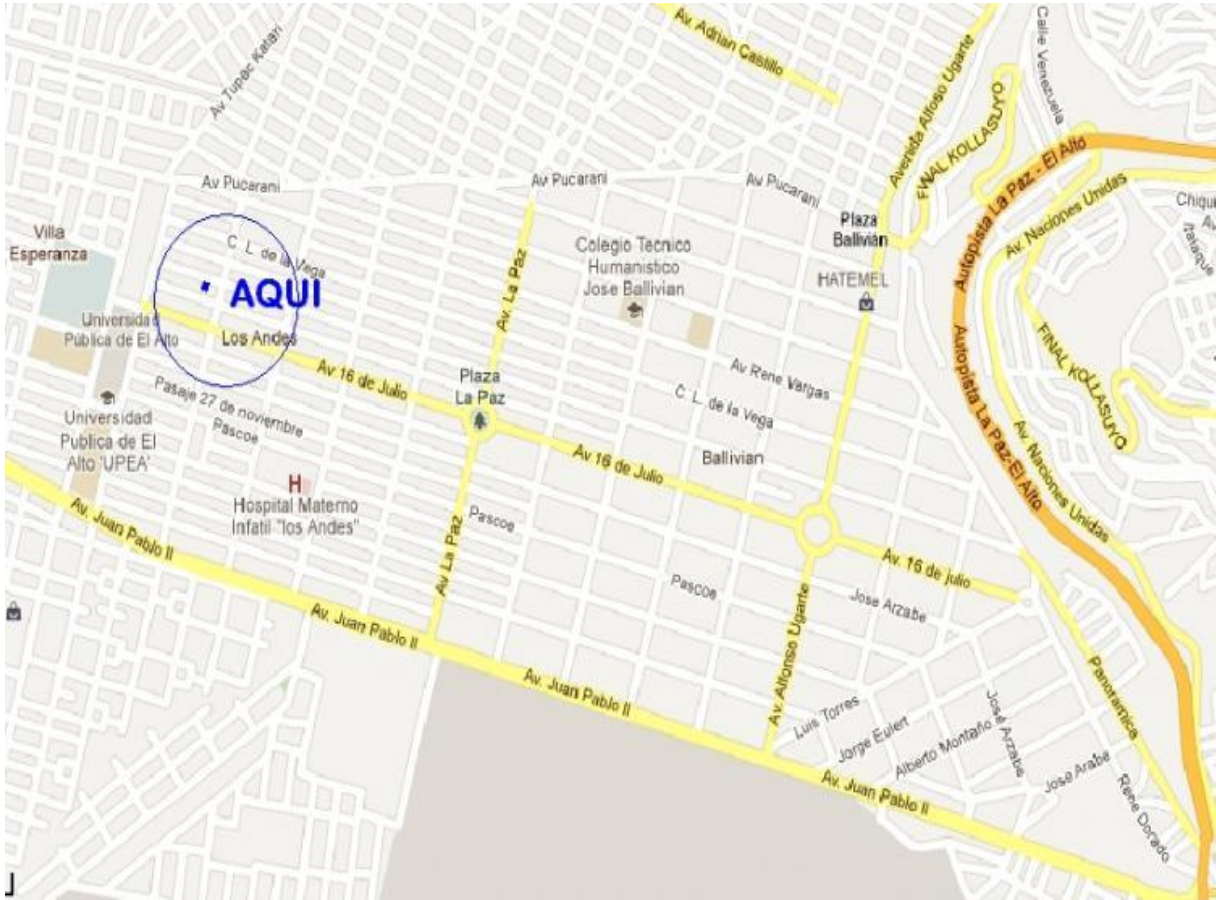 Av. Adrian Castillo
Calle Venezuela
Av Tupac Katari
Avenida Alfoso Ugarte
FINAL KOLLASUYO
Autopista La Paz - El Alto
Av. Naciones Unidas
Av Pucarani
Av Pucarani
Av Pucarani
Chiqu
Av
Itataque
Villa
Esperanza
C. L. de la Vega
Plaza
Ballivián
Colegio Tecnico
Humanistico
Jose Ballivian
HATEMEL
AQUI
Av. La Paz
Universidad
Pública de El Alto
Los Andes
Autopista La Paz-El Alto
FINAL KOLLASUYO
Av 16 de Julio
Plaza
La Paz
Av Rene Vargas
C. L. de la Vega
Pasaje 27 de noviembre
Pascoe
Universidad
Publica de El
Alto 'UPEA'
Ballivian
Av 16 de Julio
Av. Naciones Unidas
H
Hospital Materno
Infatil "los Andes"
Av. Juan Pablo II
Pascoe
Av La Paz
Av. 16 de julio
Pascoe
Jose Arzabe
Av. Juan Pablo II
Av. Alfonso Ugarte
Panoramica
Av. Juan Pablo II
Luis Torres
Jorge Eulert
Alberto Montaño
José Arzabe
Jose Arabe
Rene Dorado
Av. Juan Pablo II